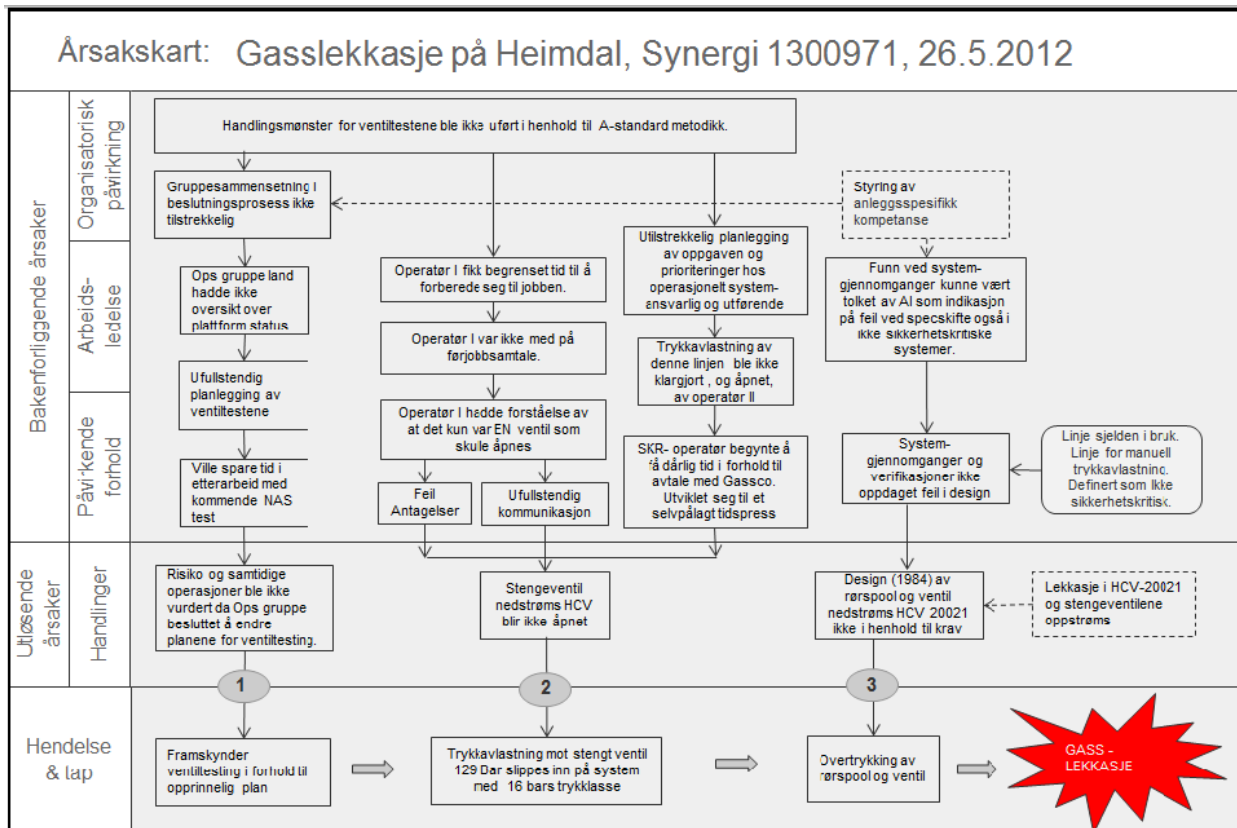 Årsakskart: Gasslekkasje på Heimdal, Synergi 1300971, 26.5.2012
Bakenforliggende årsaker
Organisatorisk
påvirkning
Handlingsmønster for ventiltestene ble ikke uført i henhold til A-standard metodikk.
Gruppesammensetning i
beslutningsprosess ikke
tilstrekkelig
Styring av
anleggsspesifikk
kompetanse
Arbeids-
ledelse
Ops gruppe land
hadde ikke
oversikt over
plattform status
Operatør I fikk begrenset tid til å
forberede seg til jobben.
Utilstrekkelig planlegging
av oppgaven og
prioriteringer hos
operasjonelt system-
ansvarlig og utførende
Funn ved system-
gjennomganger kunne vært
tolket av AI som indikasjon
på feil ved specskifte også i
ikke sikkerhetskritiske
systemer.
Operatør I var ikke med på
førjobbsamtale.
Trykkavlastning av
denne linjen ble ikke
klargjort , og åpnet,
av operatør II
Påvirkende
forhold
Ufullstendig
planlegging av
ventiltestene
Operatør I hadde forståelse av
at det kun var EN ventil som
skule åpnes
Ville spare tid i
etterarbeid med
kommende NAS
test
Feil
Antagelser
Ufullstendig
kommunikasjon
SKR- operatør begynte å
få dårlig tid i forhold til
avtale med Gassco.
Utviklet seg til et
selvpålagt tidspress
System-
gjennomganger og
verifikasjoner ikke
oppdaget feil i design
Linje sjelden i bruk.
Linje for manuell
trykkavlastning.
Definert som Ikke
sikkerhetskritisk.
Utløsende
årsaker
Handlinger
Risiko og samtidige
operasjoner ble ikke
vurdert da Ops gruppe
besluttet å endre
planene for ventiltesting.
Stengeventil
nedstrøms HCV
blir ikke åpnet
Design (1984) av
rørspool og ventil
nedstrøms HCV 20021
ikke i henhold til krav
Lekkasje i HCV-20021
og stengeventilene
oppstrøms
1
2
3
Hendelse
& tap
Framskynder
ventiltesting i forhold til
opprinnelig plan
Trykkavlastning mot stengt ventil
129 Bar slippes inn på system
med 16 bars trykklasse
Overtrykking av
rørspool og ventil
GASS -
LEKKASJE